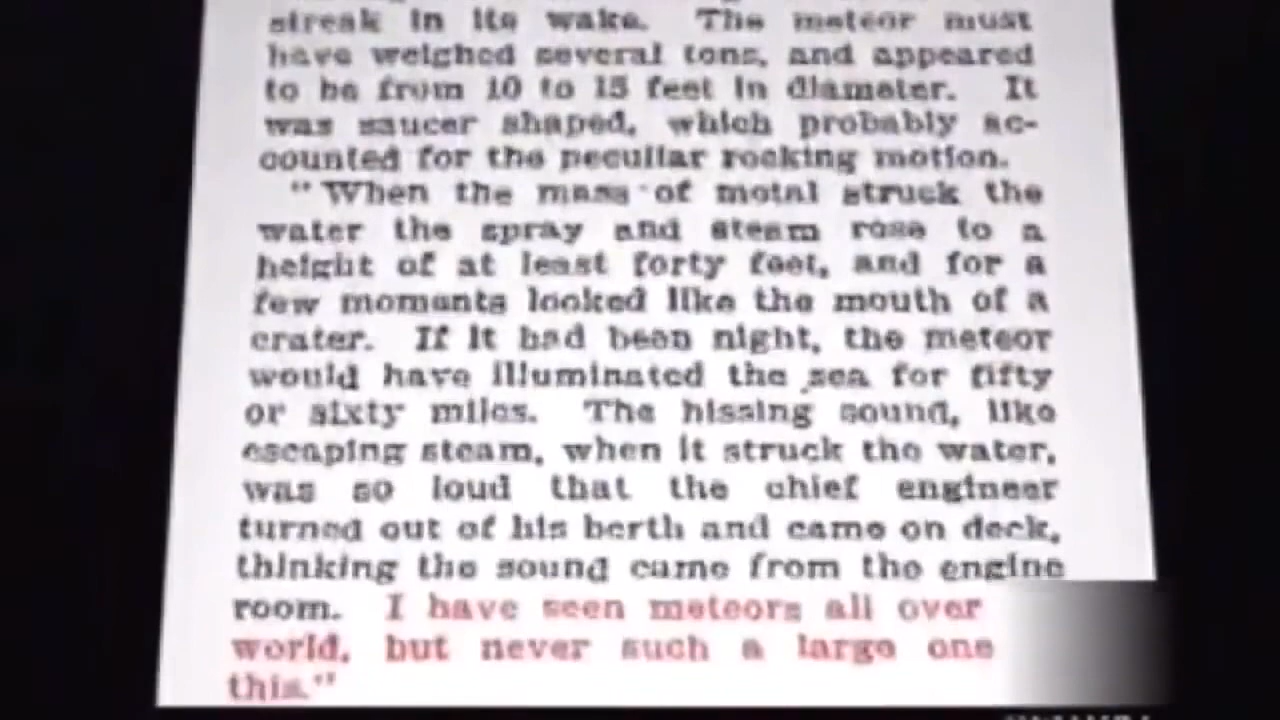 streak in its wake. The meteor must
have weighed several tons, and appeared
to be from 10 to 15 feet in diameter. It
was saucer shaped, which probably ac-
counted for the peculiar rocking motion.
"When the mass of metal struck the
water the spray and steam rose to a
height of at least forty feet, and for a
few moments looked like the mouth of a
crater. If it had been night, the meteor
would have illuminated the sea for fifty
or sixty miles. The hissing sound, like
escaping steam, when it struck the water,
was so loud that the chief engineer
turned out of his berth and came on deck,
thinking the sound came from the engine
room. I have seen meteors all over
world, but never such a large one
this."